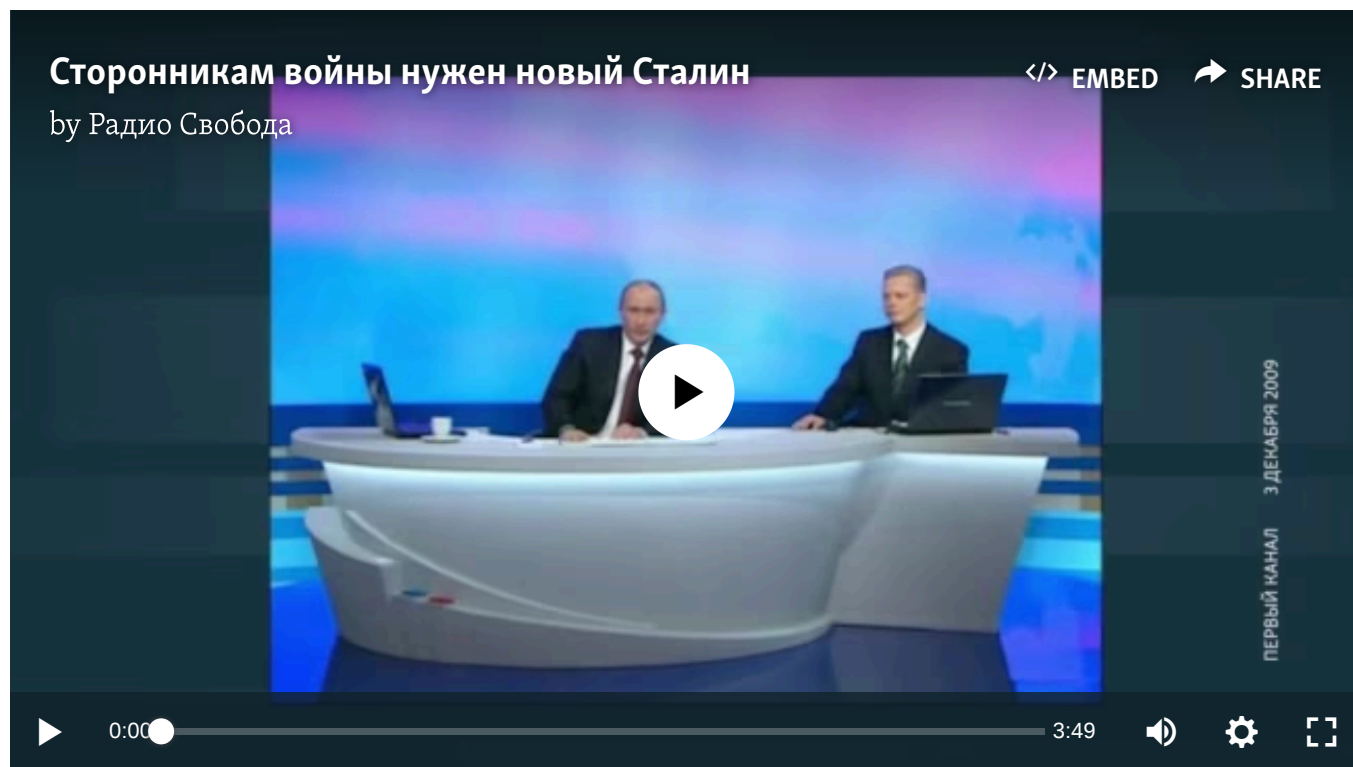 Сторонникам войны нужен новый Сталин
by Радио Свобода
EMBED
SHARE
ПЕРВЫЙ КАНАЛ 3 ДЕКАБРЯ 2009
0:00
3:49